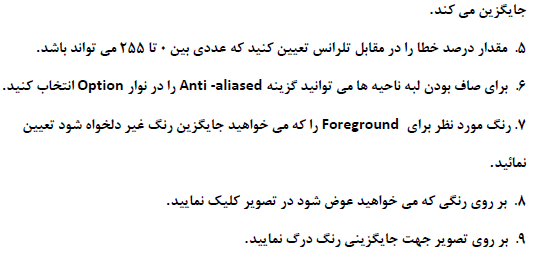 جایگزین می کند.
۵. مقدار درصد خطا را در مقابل تلرانس تعیین کنید که عددی بین ۰ تا ۲۵۵ می تواند باشد.
۶. برای صاف بودن لبه ناحیه ها می توانید گزینه Anti -aliased را در نوار Option انتخاب کنید.
۷. رنگ مورد نظر برای Foreground را که می خواهید جایگزین رنگ غیر دلخواه شود تعیین
نمائید.
۸. بر روی رنگی که می خواهید عوض شود در تصویر کلیک نمایید.
۹. بر روی تصویر جهت جایگزینی رنگ درگ نمایید.